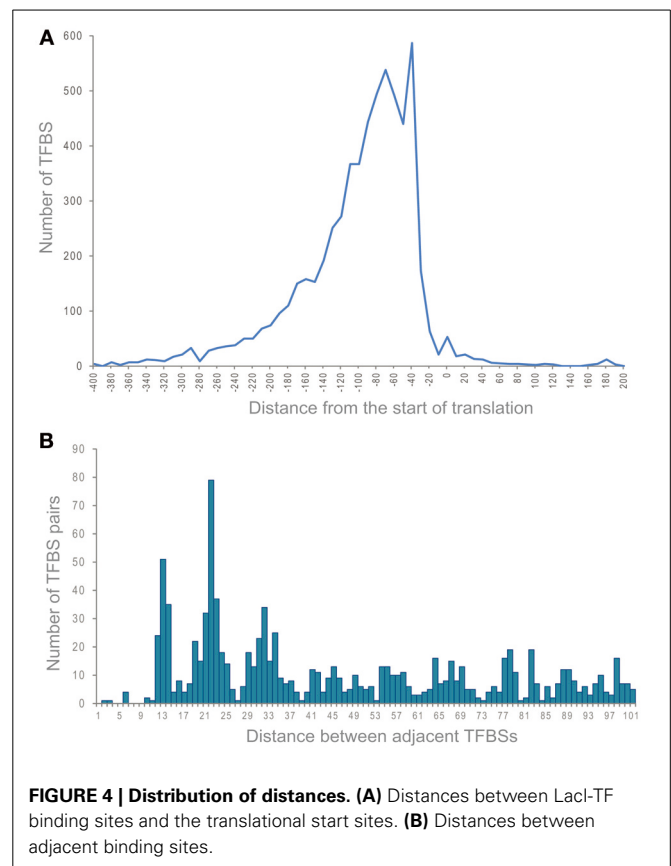 A
Number of TFBS
600
500
400
300
200
100
0
-400 -380 -360 -340 -320 -300 -280 -260 -240 -220 -200 -180 -160 -140 -120 -100 -80 -60 -40 -20 0 20 40 60 80 100 120 140 160 180 200
Distance from the start of translation
B
Number of TFBS pairs
90
80
70
60
50
40
30
20
10
0
1 5 9 13 17 21 25 29 33 37 41 45 49 53 57 61 65 69 73 77 81 85 89 93 97 101
Distance between adjacent TFBSs
FIGURE 4 | Distribution of distances. (A) Distances between LacI-TF
binding sites and the translational start sites. (B) Distances between
adjacent binding sites.